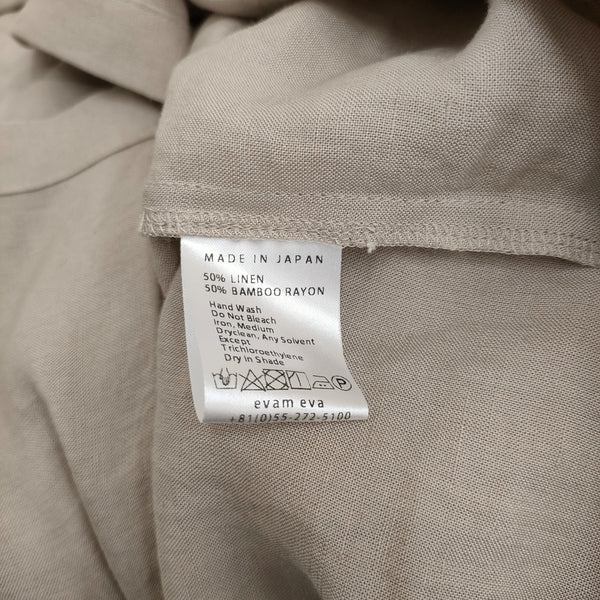 MADE IN JAPAN
50% LINEN
50% BAMBOO RAYON
Hand Wash
Do Not Bleach
Iron, Medium
Dryclean, Any Solvent
Except
Trichloroethylene
Dry in Shade
P
evam eva
+81(0)55-272-5100